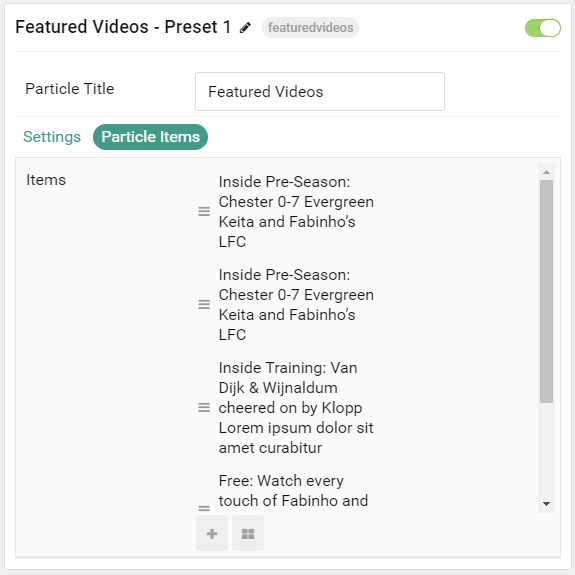 Featured Videos - Preset 1 featuredvideos
Particle Title
Featured Videos
Settings Particle Items
Items
Inside Pre-Season:
Chester 0-7 Evergreen
Keita and Fabinho’s
LFC
Inside Pre-Season:
Chester 0-7 Evergreen
Keita and Fabinho’s
LFC
Inside Training: Van
Dijk & Wijnaldum
cheered on by Klopp
Lorem ipsum dolor sit
amet curabitur
Free: Watch every
touch of Fabinho and